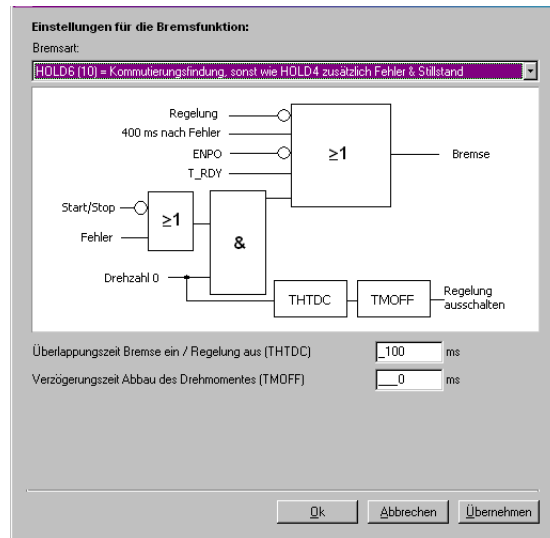 Einstellungen für die Bremsfunktion:
Bremsart:
HOLD6 (10) = Kommutierungsfindung, sonst wie HOLD4 zusätzlich Fehler & Stillstand
Regelung
400 ms nach Fehler
ENPO
T_RDY
≥1
Bremse
Start/Stop
Fehler
≥1
&
Drehzahl 0
THTDC
TMOFF
Regelung
ausschalten
Überlappungszeit Bremse ein / Regelung aus (THTDC)
_100 ms
Verzögerungszeit Abbau des Drehmomentes (TMOFF)
___0 ms
Ok
Abbrechen
Übernehmen